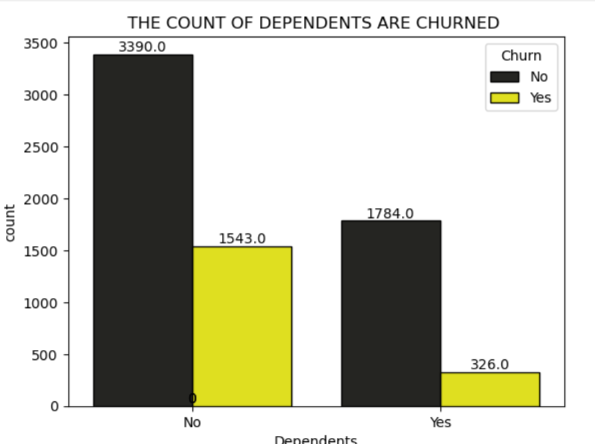 THE COUNT OF DEPENDENTS ARE CHURNED
3500
3000
2500
2000
1500
1000
500
0
count
3390.0
1543.0
1784.0
326.0
0
Churn
No
Yes
No
Yes
Dependents